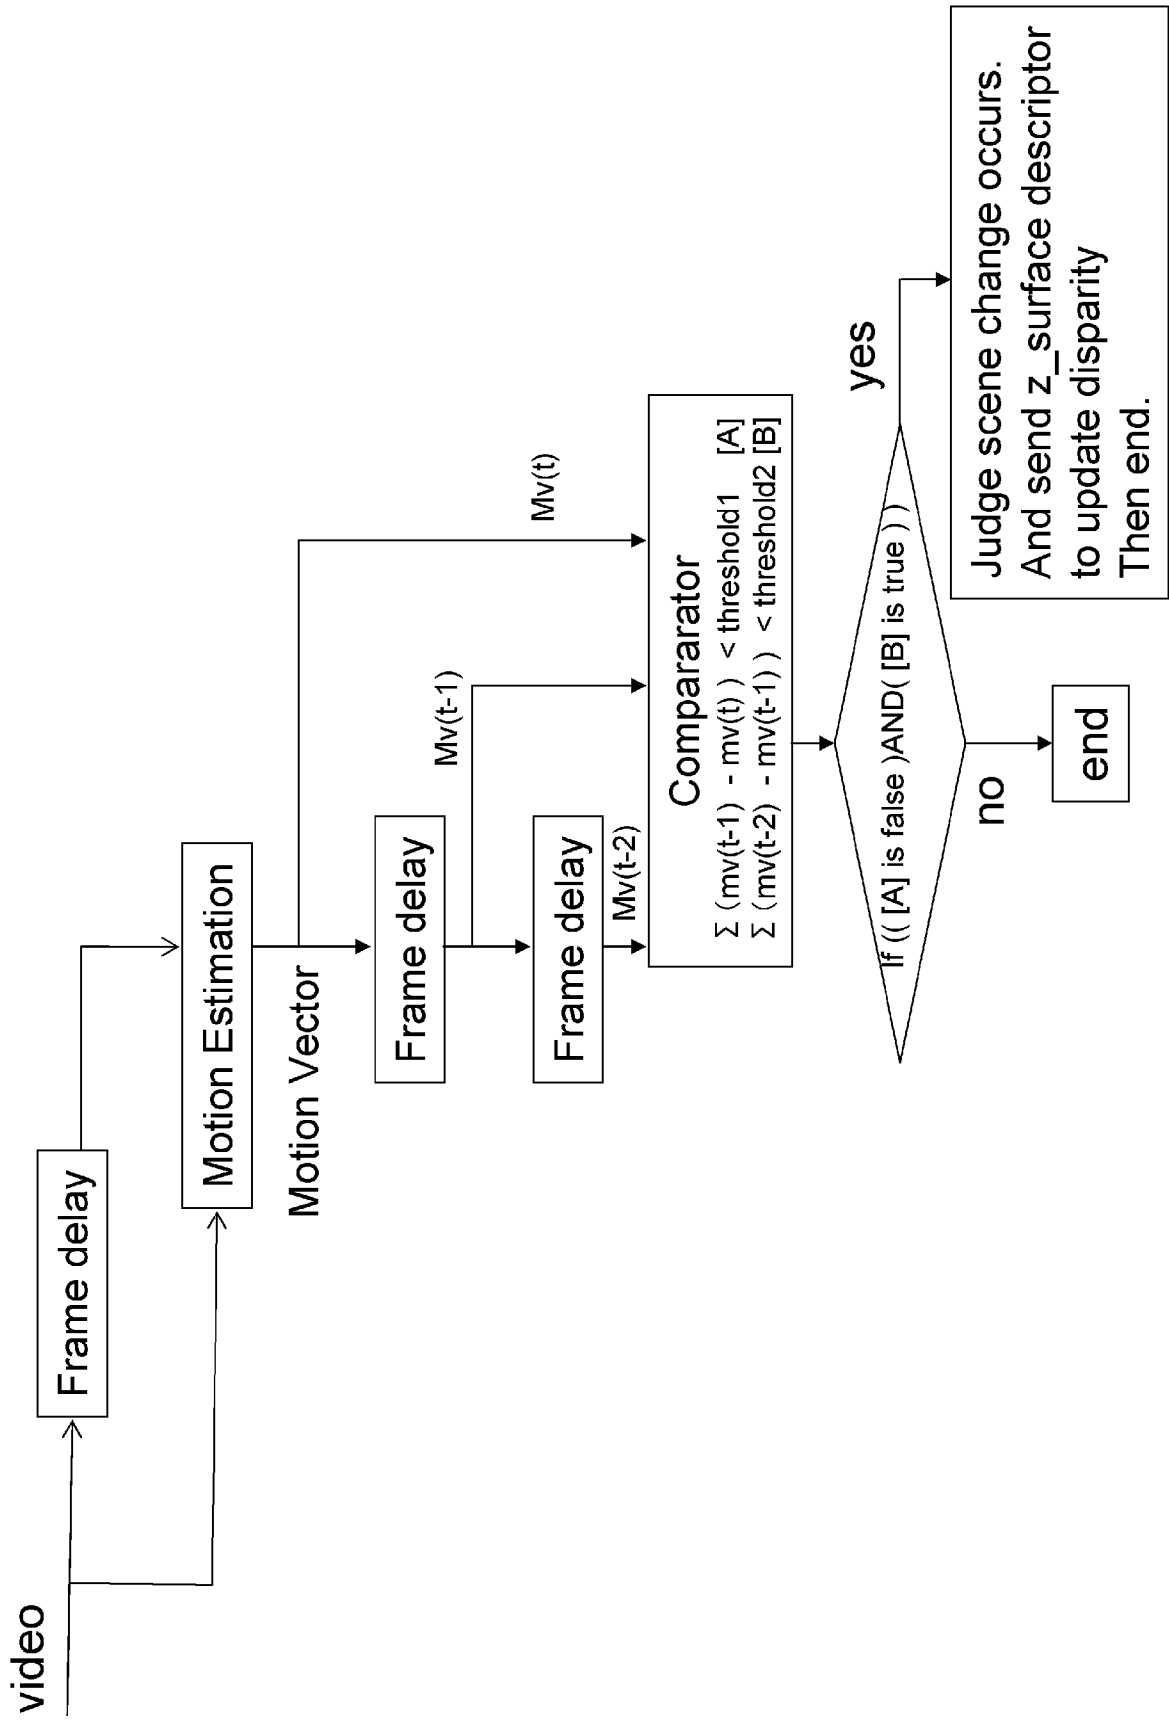 video
Frame delay
Motion Estimation
Motion Vector
Frame delay
Mv(t-1)
Mv(t)
Frame delay
Mv(t-2)
Compararator
Σ (mv(t-1) - mv(t)) < threshold1 [A]
Σ (mv(t-2) - mv(t-1)) < threshold2 [B]
If (( [A] is false )AND( [B] is true ) )
yes
no
end
Judge scene change occurs.
And send z_surface descriptor
to update disparity
Then end.